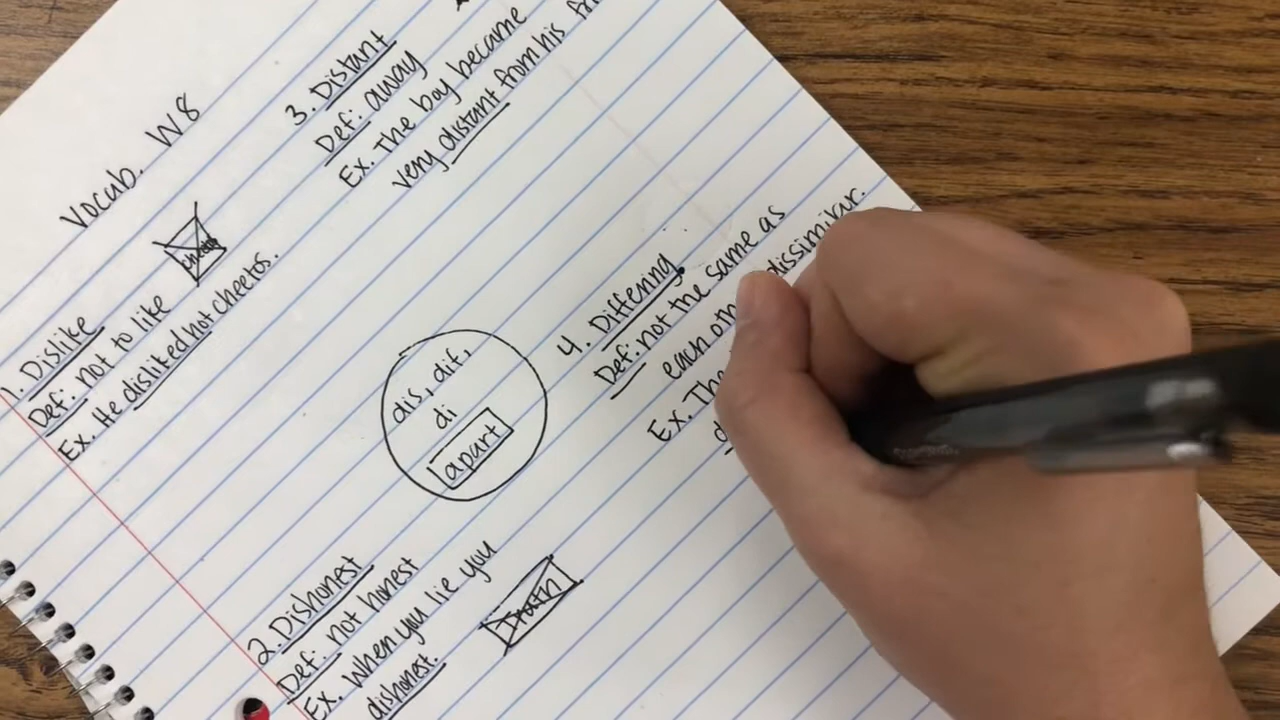 Vocab. W8
1. Dislike
Def: not to like
Ex. He disliked hot cheetos.
3. Distant
Def: away
Ex. The boy became
very distant from his
dis, dif,
di
apart
2. Dishonest
Def: not honest
Ex. When you lie you
dishonest.
Truth
4. Differing
Def: not the same as
each dissimilar.
Ex. The